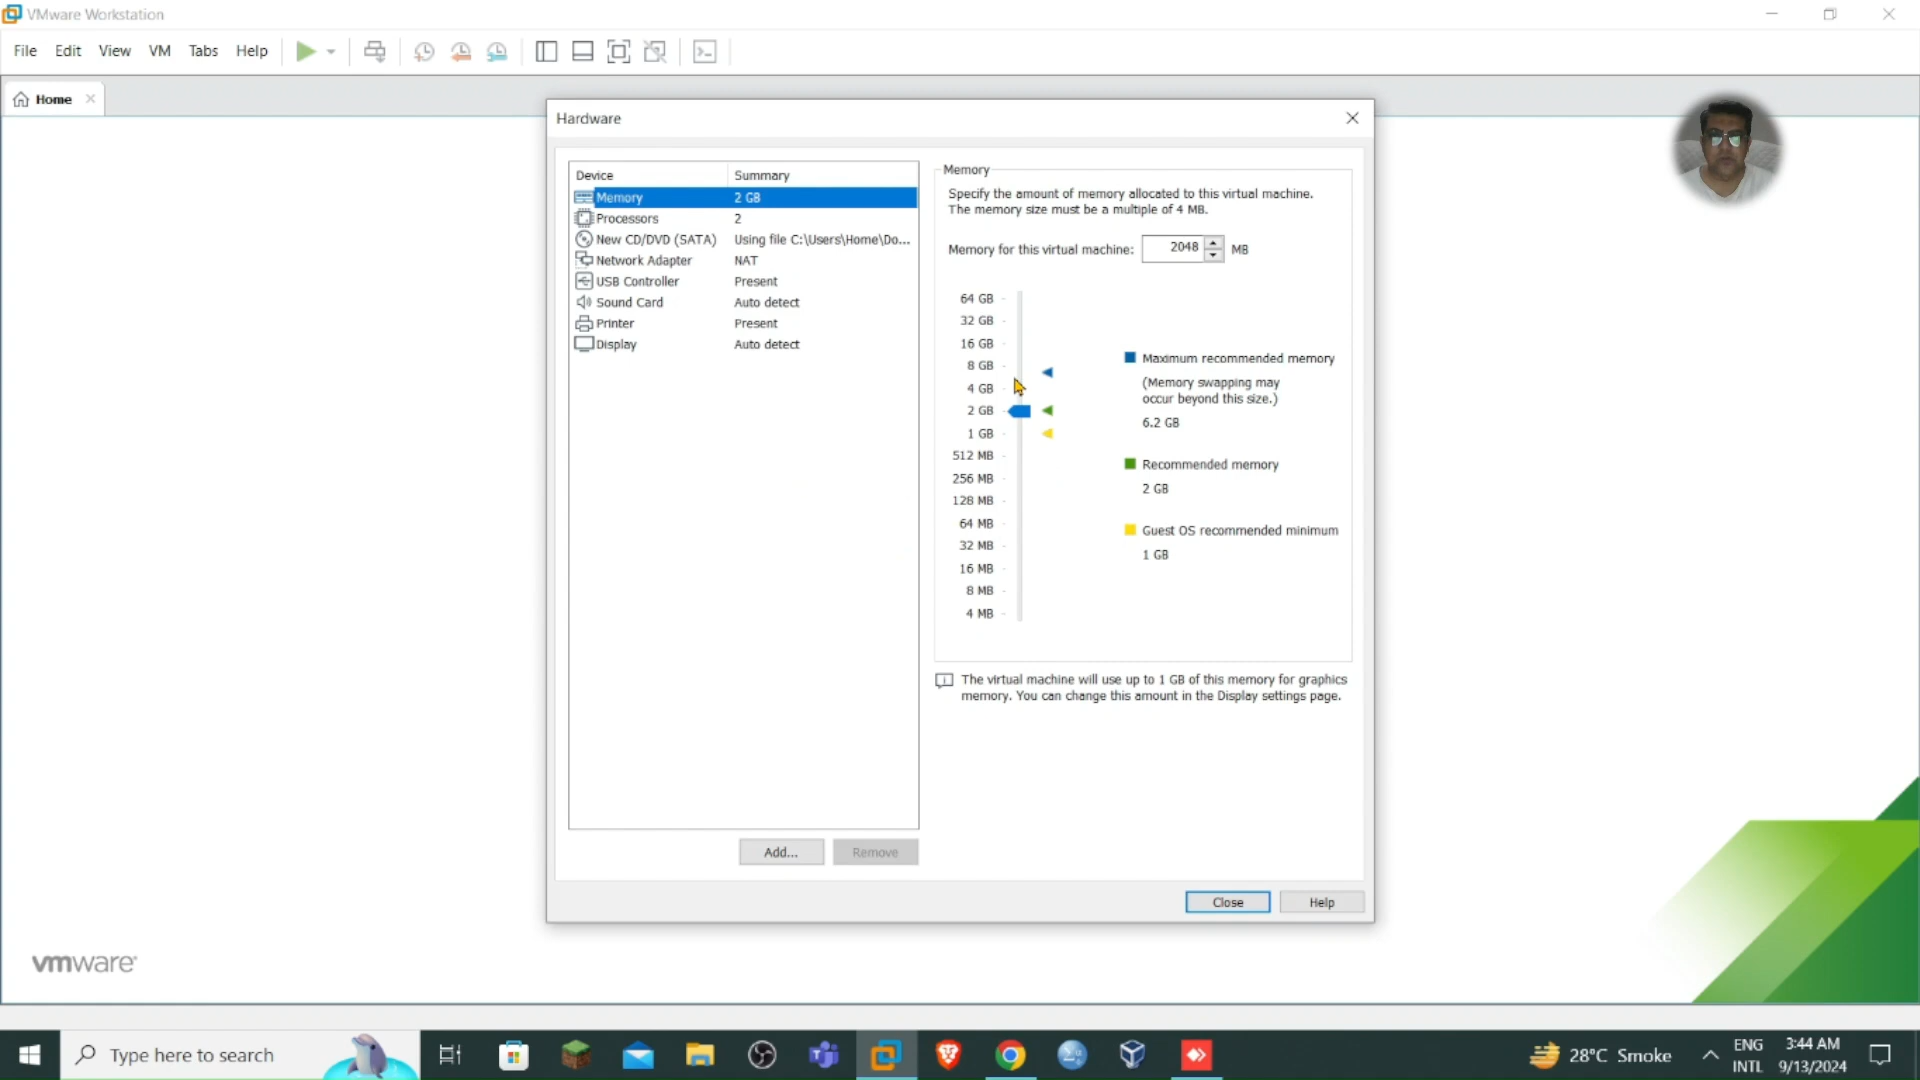 VMware Workstation
File Edit View VM Tabs Help
Home
Hardware
Device Summary
Memory 2 GB
Processors 2
New CD/DVD (SATA) Using file C:\Users\Home\Do...
Network Adapter NAT
USB Controller Present
Sound Card Auto detect
Printer Present
Display Auto detect
Add... Remove
Memory
Specify the amount of memory allocated to this virtual machine.
The memory size must be a multiple of 4 MB.
Memory for this virtual machine: 2048 MB
64 GB
32 GB
16 GB
8 GB
4 GB
2 GB
1 GB
512 MB
256 MB
128 MB
64 MB
32 MB
16 MB
8 MB
4 MB
Maximum recommended memory
(Memory swapping may
occur beyond this size.)
6.2 GB
Recommended memory
2 GB
Guest OS recommended minimum
1 GB
The virtual machine will use up to 1 GB of this memory for graphics
memory. You can change this amount in the Display settings page.
Close Help
vmware
Type here to search
28°C Smoke
ENG
INTL
3:44 AM
9/13/2024